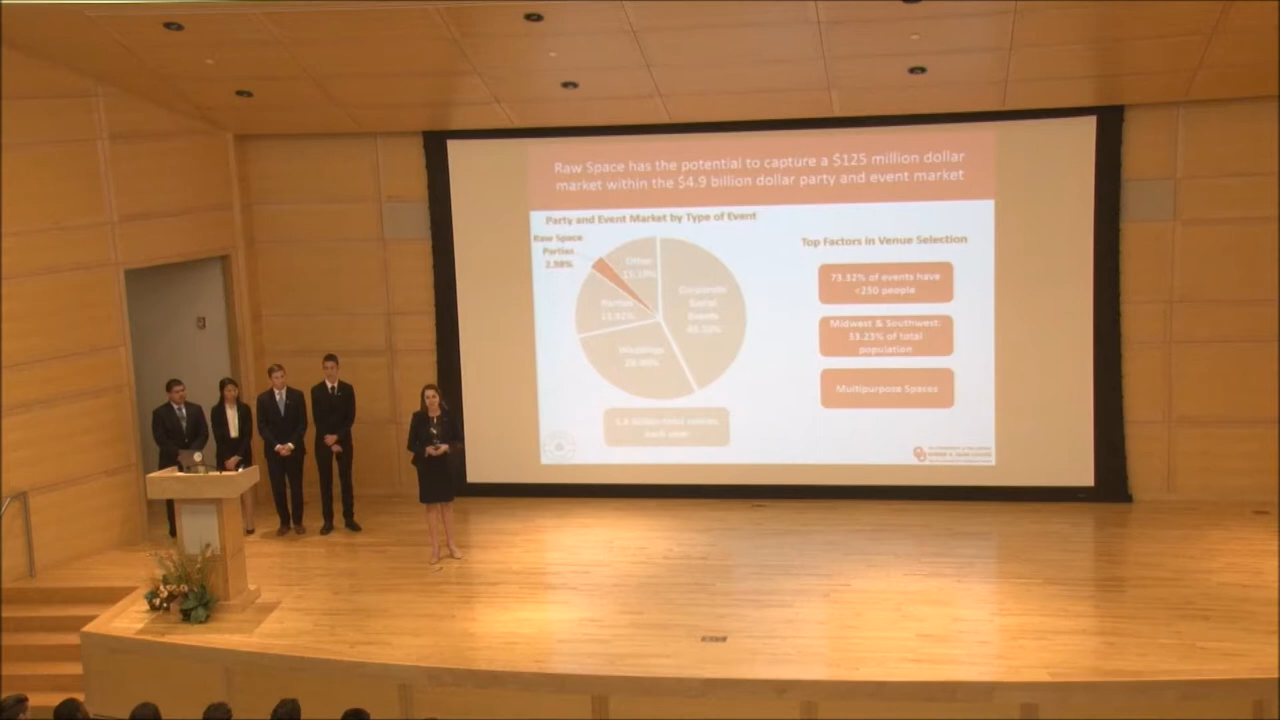 Raw Space has the potential to capture a $125 million dollar
market within the $4.9 billion dollar party and event market
Party and Event Market by Type of Event
Raw Space
Parties
2.98%
Other
Corporate
Social
Events
Parties
Weddings
Top Factors in Venue Selection
73.32% of events have
<250 people
Midwest & Southwest:
33.23% of total
population
Multipurpose Spaces
each year